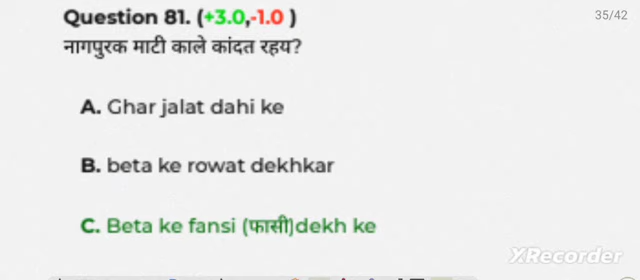 Question 81. (+3.0,-1.0 )
35/42
नागपुरक माटी काले कांदत रहय?
A. Ghar jalat dahi ke
B. beta ke rowat dekhkar
C. Beta ke fansi (फासी)dekh ke
XRecorder